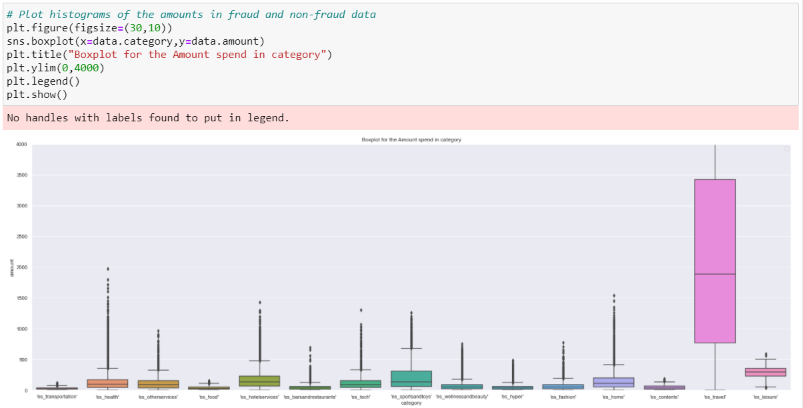 # Plot histograms of the amounts in fraud and non-fraud data
plt.figure(figsize=(30,10))
sns.boxplot(x=data.category,y=data.amount)
plt.title("Boxplot for the Amount spend in category")
plt.ylim(0,4000)
plt.legend()
plt.show()
No handles with labels found to put in legend.
Boxplot for the Amount spend in category
4000
3500
3000
2500
2000
1500
1000
500
0
amount
'es_transportation' 'es_health' 'es_otherservices' 'es_food' 'es_hotelservices' 'es_barsandrestaurants' 'es_tech' 'es_sportsandtoys' 'es_wellnessandbeauty' 'es_hyper' 'es_fashion' 'es_home' 'es_contents' 'es_travel' 'es_leisure'
category